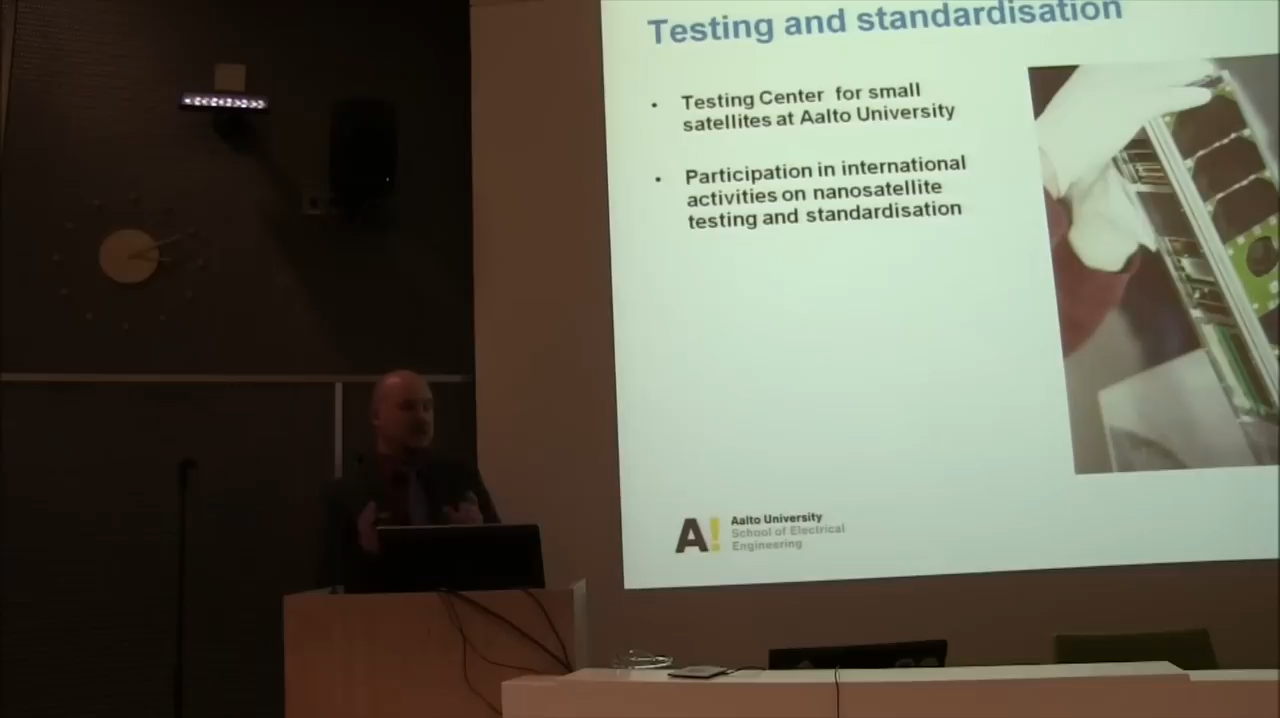 Testing and standardisation
• Testing Center for small
satellites at Aalto University
• Participation in international
activities on nanosatellite
testing and standardisation
A! Aalto University
School of Electrical
Engineering